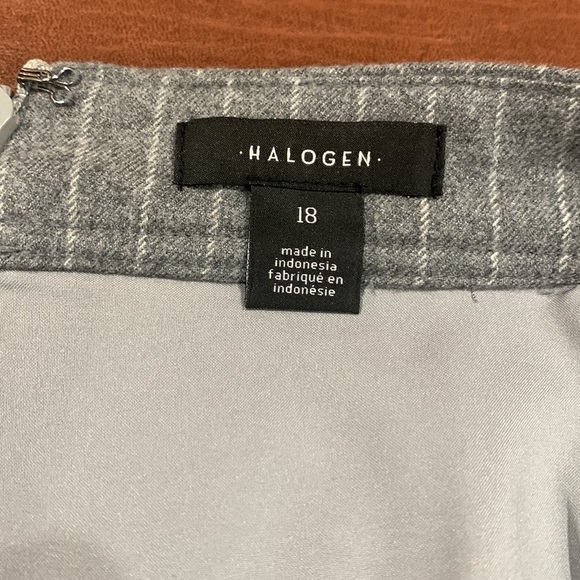 ·HALOGEN·
18
made in
indonesia
fabriqué en
indonésie